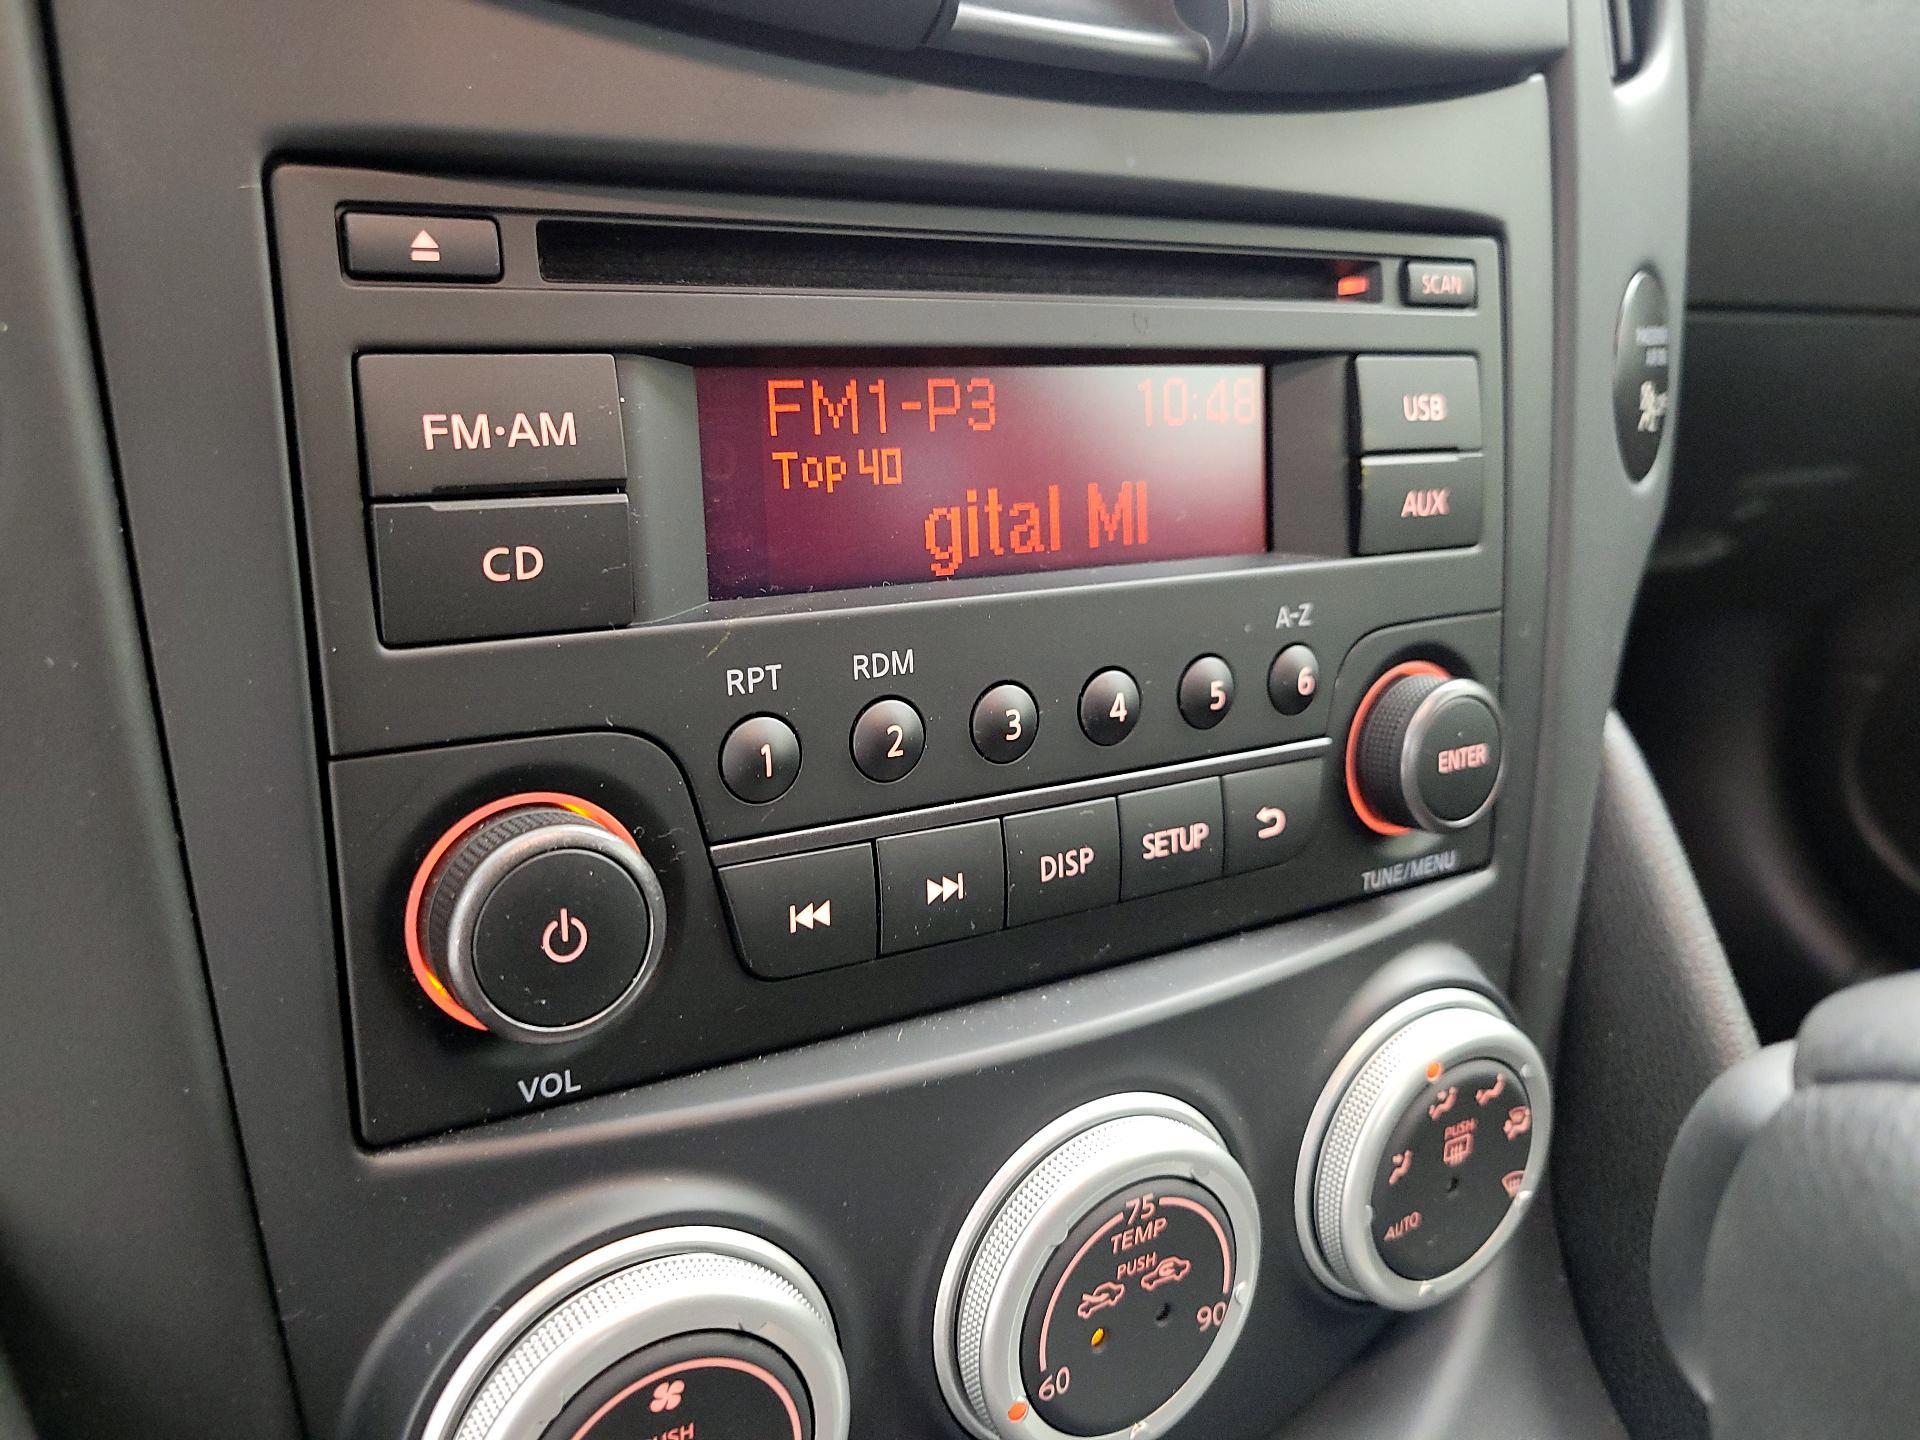 SCAN
FM·AM
CD
FM1-P3 10:48
Top 40
gital MI
USB
AUX
RPT RDM A-Z
1 2 3 4 5 6
ENTER
DISP SETUP
TUNE/MENU
VOL
75
TEMP
PUSH
60 90
PUSH
AUTO